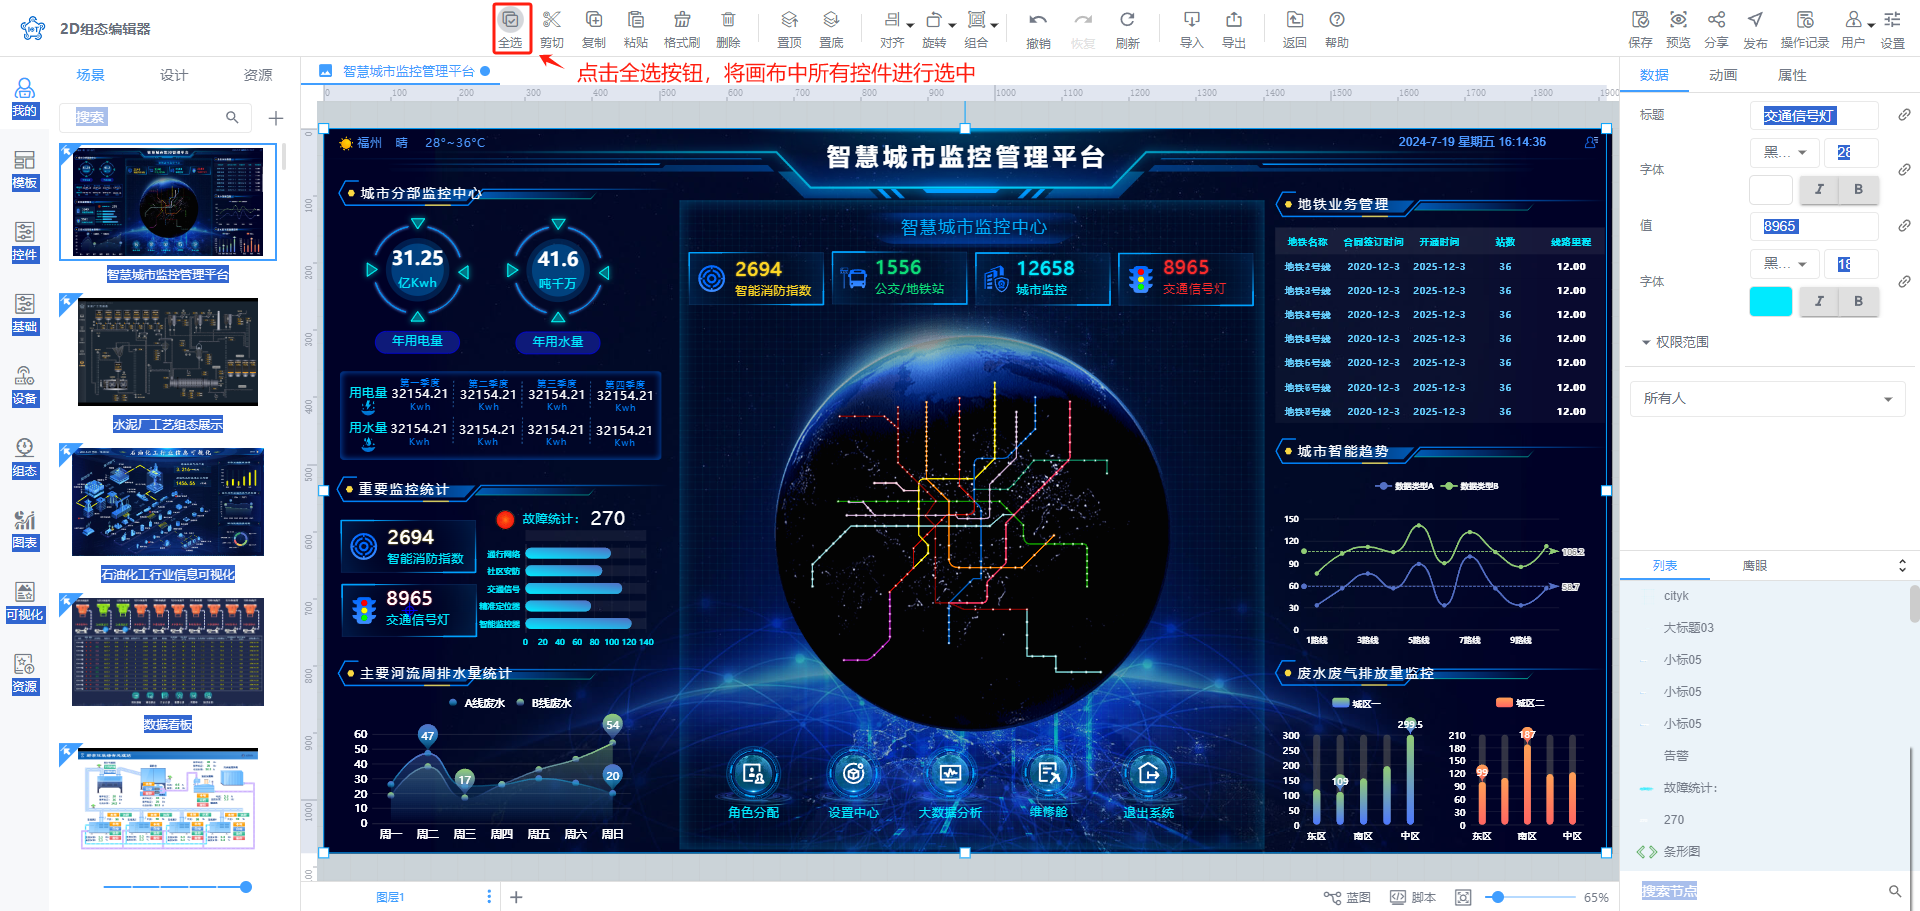 2D组态编辑器
全选 剪切 复制 粘贴 格式刷 删除 置顶 置底 对齐 旋转 组合 撤销 恢复 刷新 导入 导出 返回 帮助
保存 预览 分享 发布 操作记录 用户 设置
点击全选按钮，将画布中所有控件进行选中
场景 设计 资源
搜索
我的
模板
控件
基础
设备
组态
图表
可视化
资源
智慧城市监控管理平台
水泥厂工艺组态展示
石油化工行业信息可视化
数据看板
智慧城市监控管理平台
0 100 200 300 400 500 600 700 800 900 1000 1100 1200 1300 1400 1500 1600 1700 1800 1900
福州 晴 28°~36°C
智慧城市监控管理平台
2024-7-19 星期五 16:14:36
城市分部监控中心
31.25
亿Kwh
年用电量
41.6
吨千万
年用水量
第一季度 第二季度 第三季度 第四季度
用电量 32154.21 32154.21 32154.21 32154.21
Kwh Kwh Kwh Kwh
用水量 32154.21 32154.21 32154.21 32154.21
Kwh Kwh Kwh Kwh
重要监控统计
2694
智能消防指数
8965
交通信号灯
故障统计： 270
通行网络
社区安防
交通信号
精准定位器
智能监控器
0 20 40 60 80 100 120 140
主要河流周排水量统计
A线废水 B线废水
60
50
40
30
20
10
0
47
17
54
20
周一 周二 周三 周四 周五 周六 周日
智慧城市监控中心
2694
智能消防指数
1556
公交/地铁站
12658
城市监控
8965
交通信号灯
角色分配 设置中心 大数据分析 维修舱 退出系统
地铁业务管理
地铁名称 合同签订时间 开通时间 站数 线路里程
地铁2号线 2020-12-3 2025-12-3 36 12.00
地铁3号线 2020-12-3 2025-12-3 36 12.00
地铁4号线 2020-12-3 2025-12-3 36 12.00
地铁5号线 2020-12-3 2025-12-3 36 12.00
地铁6号线 2020-12-3 2025-12-3 36 12.00
2020-12-3 2025-12-3 36 12.00
2020-12-3 2025-12-3 36 12.00
城市智能趋势
数据类型A 数据类型B
150
120
90
60
30
0
1路线 3路线 5路线 7路线 9路线
废水废气排放量监控
城区一
300
250
200
150
100
50
0
109
299.5
东区 南区 中区
城区二
210
180
150
120
90
60
30
0
99
187
东区 南区 中区
图层1
蓝图 脚本 65%
数据 动画 属性
标题 交通信号灯
黑... 28
字体
I B
值 8965
黑... 18
字体
I B
权限范围
所有人
列表 鹰眼
cityk
大标题03
小标05
小标05
小标05
告警
故障统计:
270
条形图
搜索节点